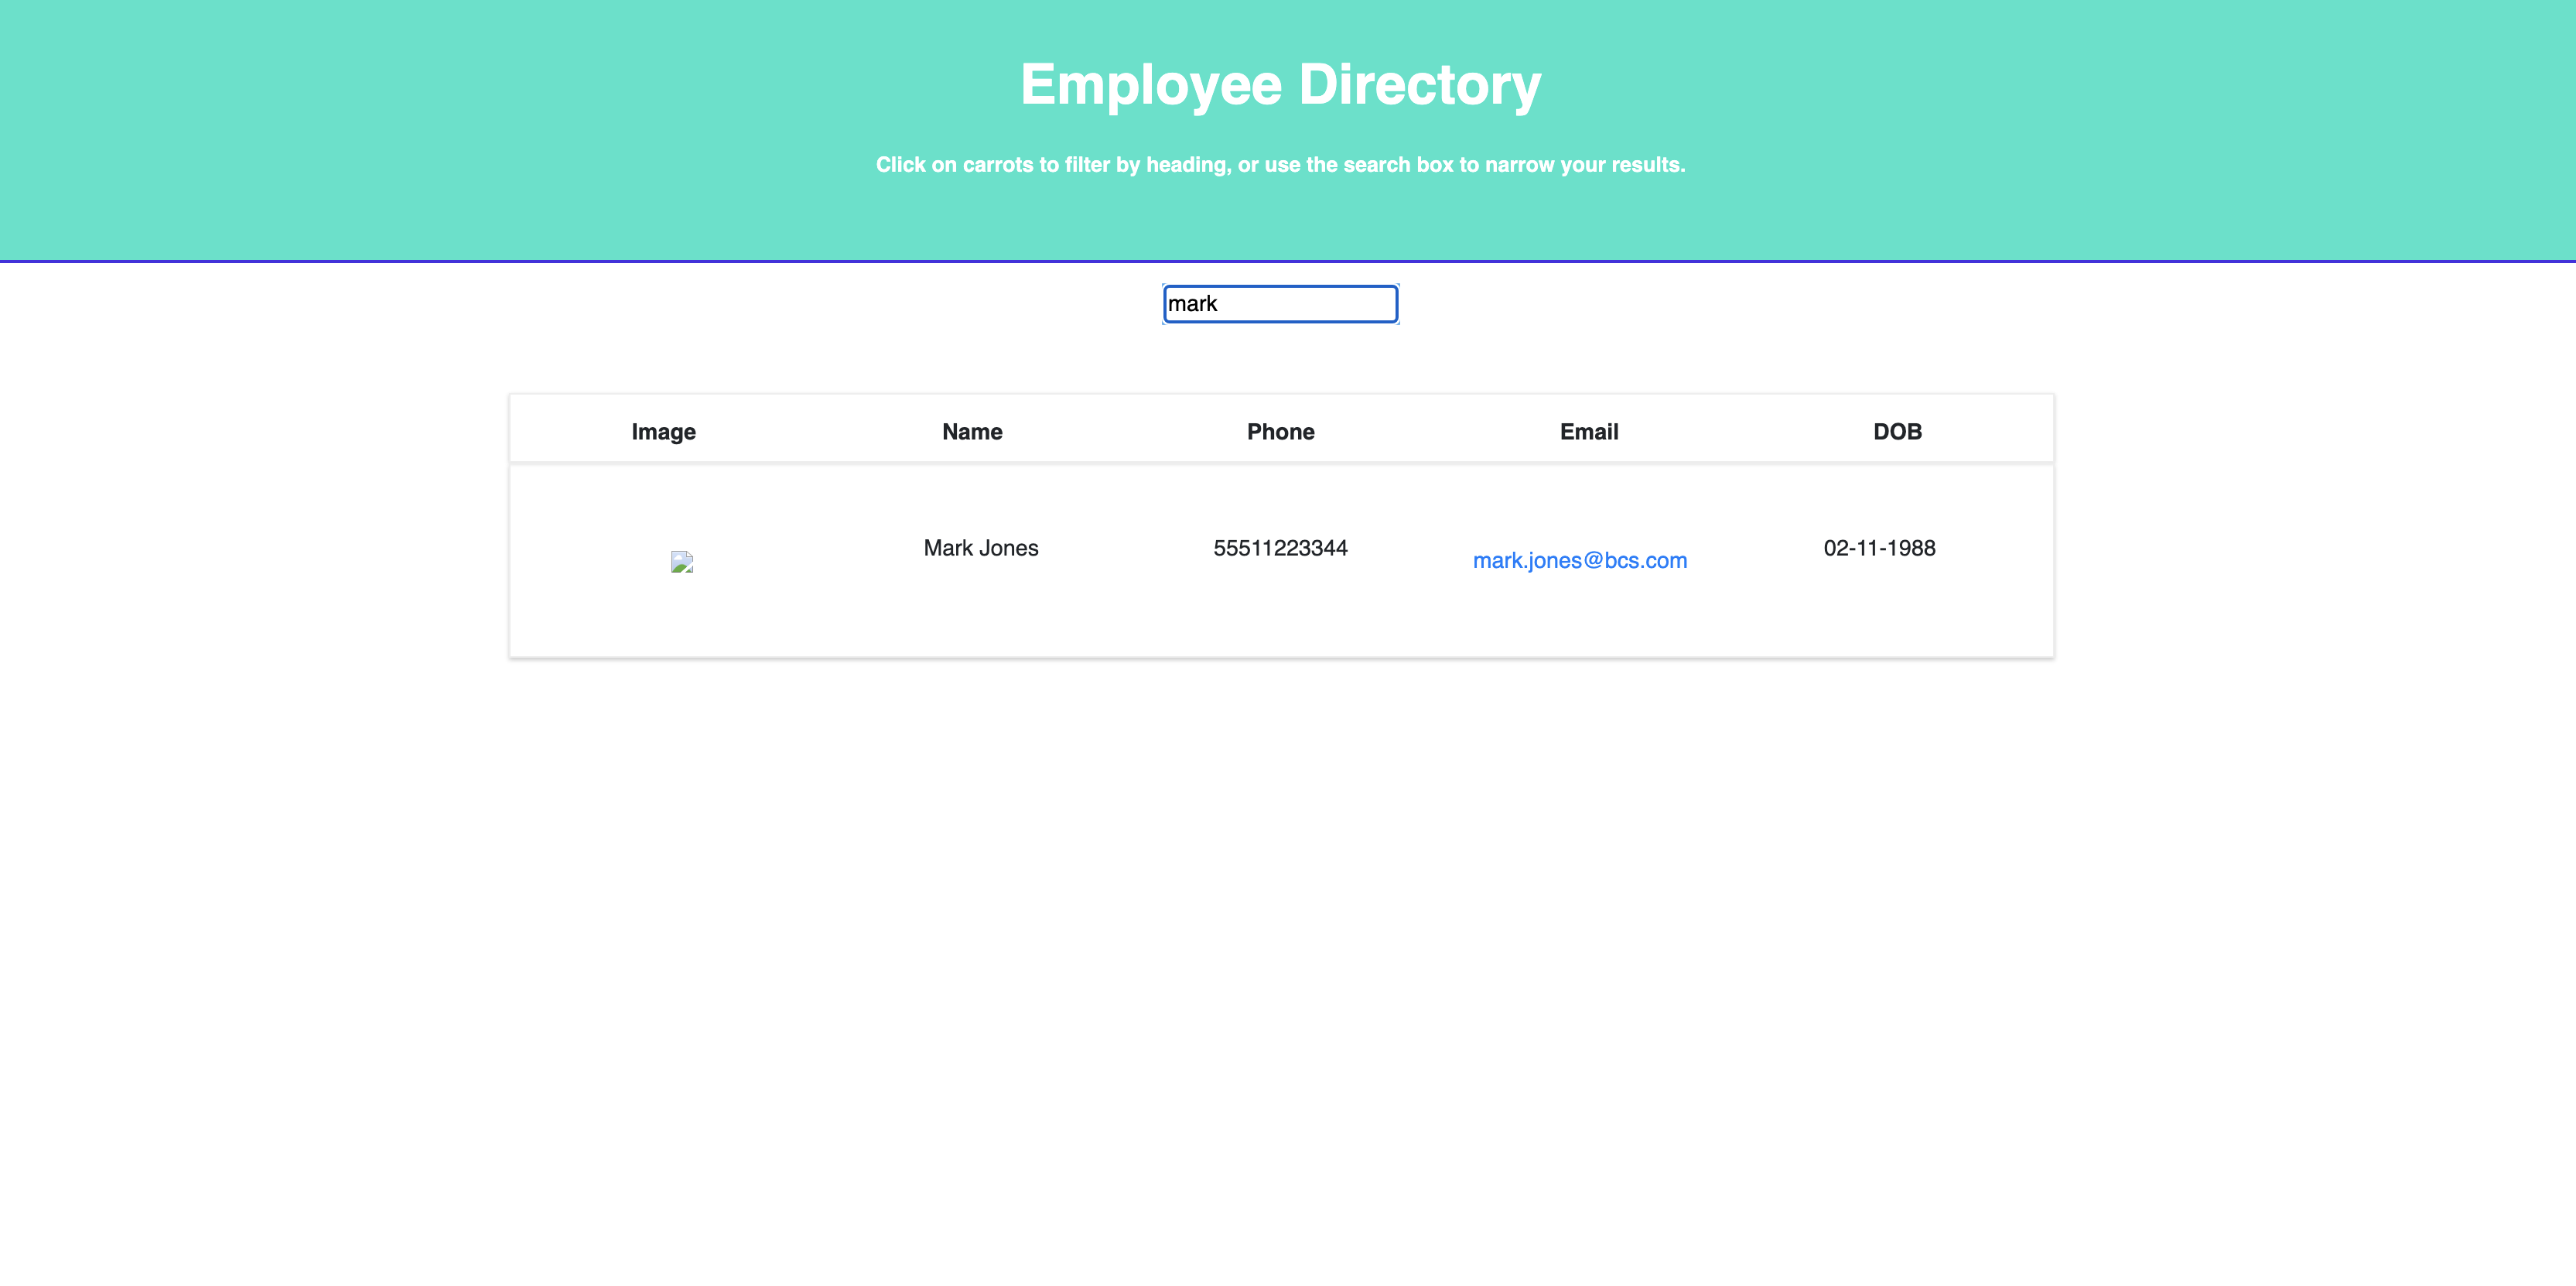 Employee Directory
Click on carrots to filter by heading, or use the search box to narrow your results.
mark
Image Name Phone Email DOB
Mark Jones 55511223344 mark.jones@bcs.com 02-11-1988